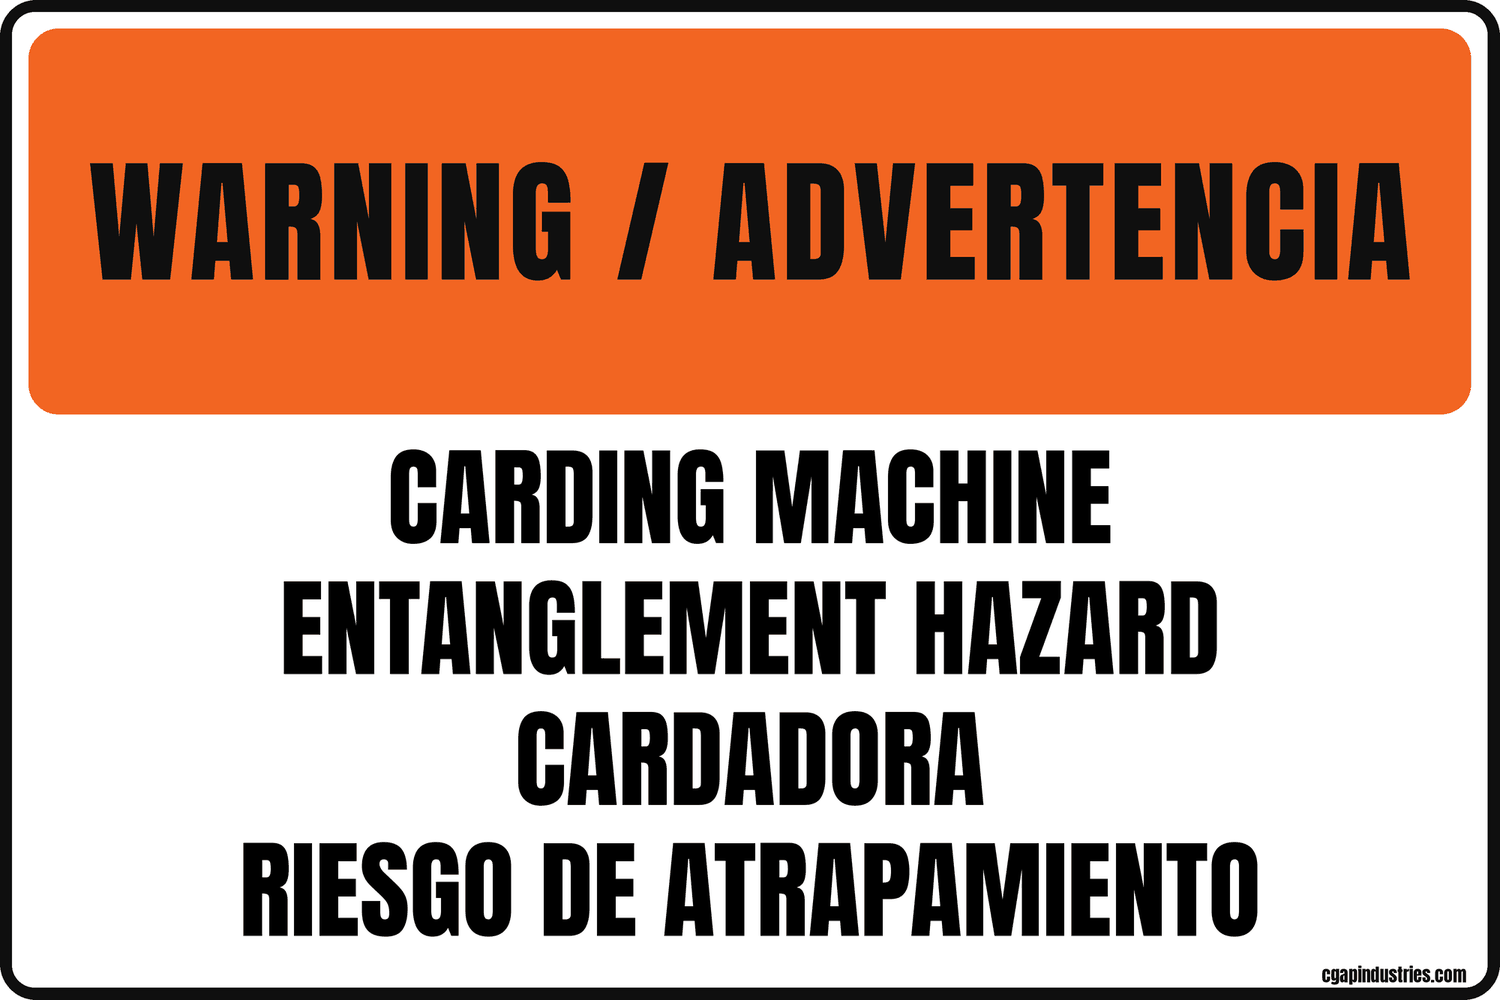 WARNING / ADVERTENCIA
CARDING MACHINE
ENTANGLEMENT HAZARD
CARDADORA
RIESGO DE ATRAPAMIENTO
cgapindustries.com